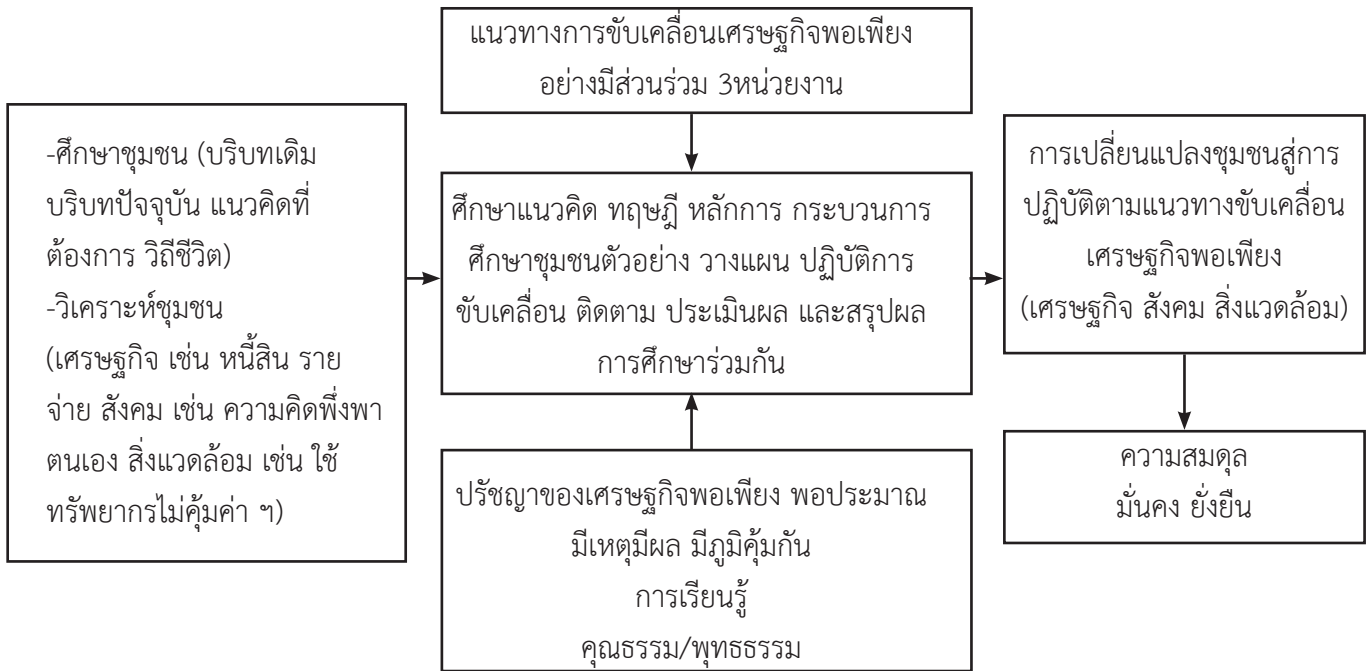 แนวทางการขับเคลื่อนเศรษฐกิจพอเพียง
อย่างมีส่วนร่วม 3หน่วยงาน
-ศึกษาชุมชน (บริบทเดิม
บริบทปัจจุบัน แนวคิดที่
ต้องการ วิถีชีวิต)
-วิเคราะห์ชุมชน
(เศรษฐกิจ เช่น หนี้สิน ราย
จ่าย สังคม เช่น ความคิดพึ่งพา
ตนเอง สิ่งแวดล้อม เช่น ใช้
ทรัพยากรไม่คุ้มค่า ฯ)
ศึกษาแนวคิด ทฤษฎี หลักการ กระบวนการ
ศึกษาชุมชนตัวอย่าง วางแผน ปฏิบัติการ
ขับเคลื่อน ติดตาม ประเมินผล และสรุปผล
การศึกษาร่วมกัน
ปรัชญาของเศรษฐกิจพอเพียง พอประมาณ
มีเหตุมีผล มีภูมิคุ้มกัน
การเรียนรู้
คุณธรรม/พุทธธรรม
การเปลี่ยนแปลงชุมชนสู่การ
ปฏิบัติตามแนวทางขับเคลื่อน
เศรษฐกิจพอเพียง
(เศรษฐกิจ สังคม สิ่งแวดล้อม)
ความสมดุล
มั่นคง ยั่งยืน